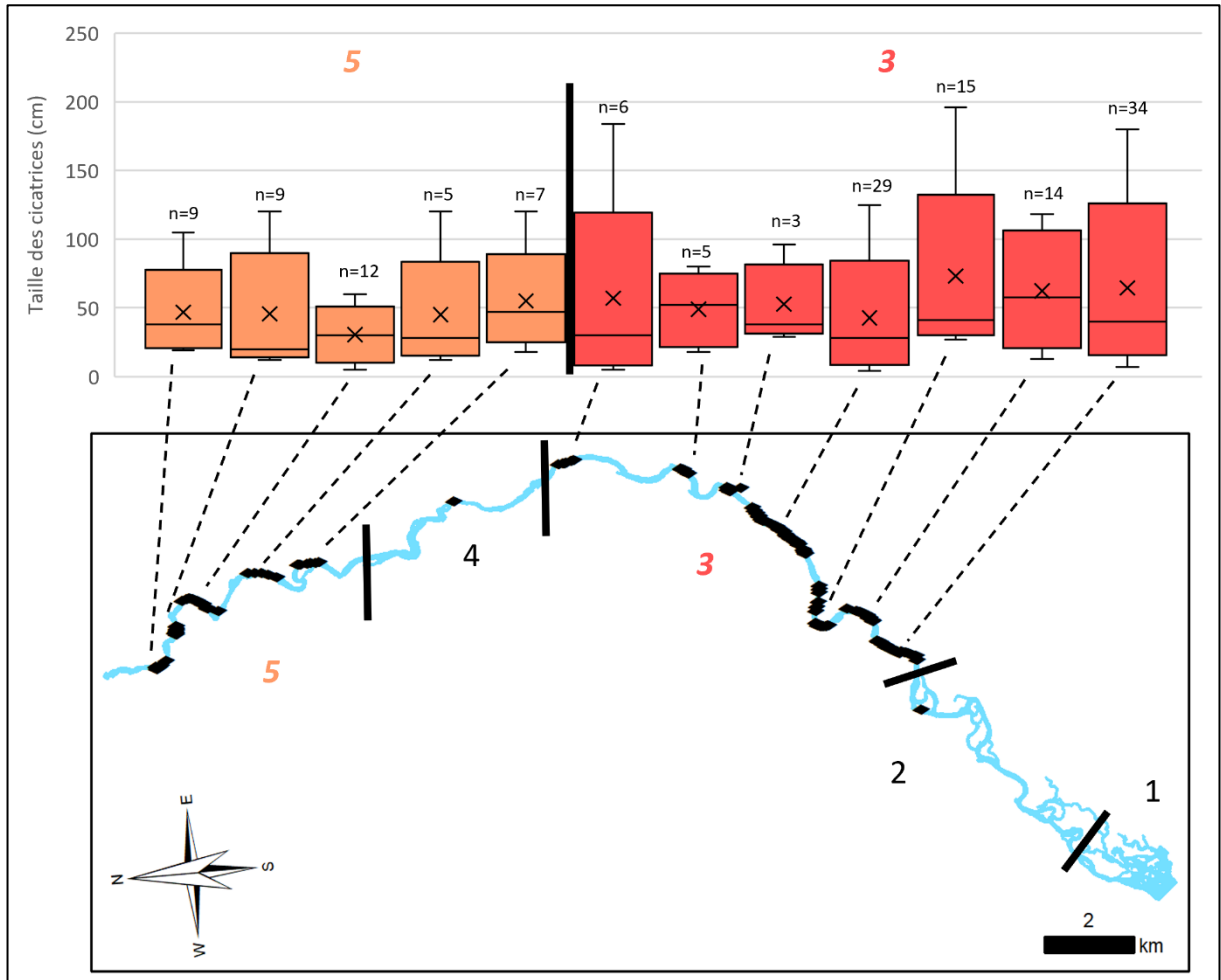 250
200
150
100
50
0
Taille des cicatrices (cm)
5
3
n=9
n=9
n=12
n=5
n=7
n=6
n=5
n=3
n=29
n=15
n=14
n=34
4
3
5
2
1
E
N
S
W
2
km